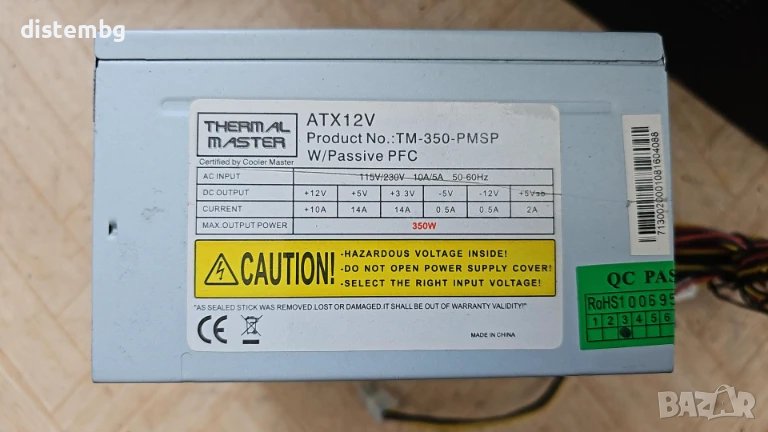 distembg
THERMAL MASTER
Certified by Cooler Master
ATX12V
Product No.:TM-350-PMSP
W/Passive PFC
AC INPUT 115V/230V 10A/5A 50-60Hz
DC OUTPUT +12V +5V +3.3V -5V -12V +5Vsb
CURRENT +10A 14A 14A 0.5A 0.5A 2A
MAX.OUTPUT POWER 350W
CAUTION!
-HAZARDOUS VOLTAGE INSIDE!
-DO NOT OPEN POWER SUPPLY COVER!
-SELECT THE RIGHT INPUT VOLTAGE!
"AS SEALED STICK WAS REMOVED.LOST OR DAMAGED.IT SHALL BE OUT OF WARRANTY VALIDITY!"
CE
MADE IN CHINA
7130020001081604088
QC PAS
RoHS100695
1 2 3 4 5 6
BAZAR